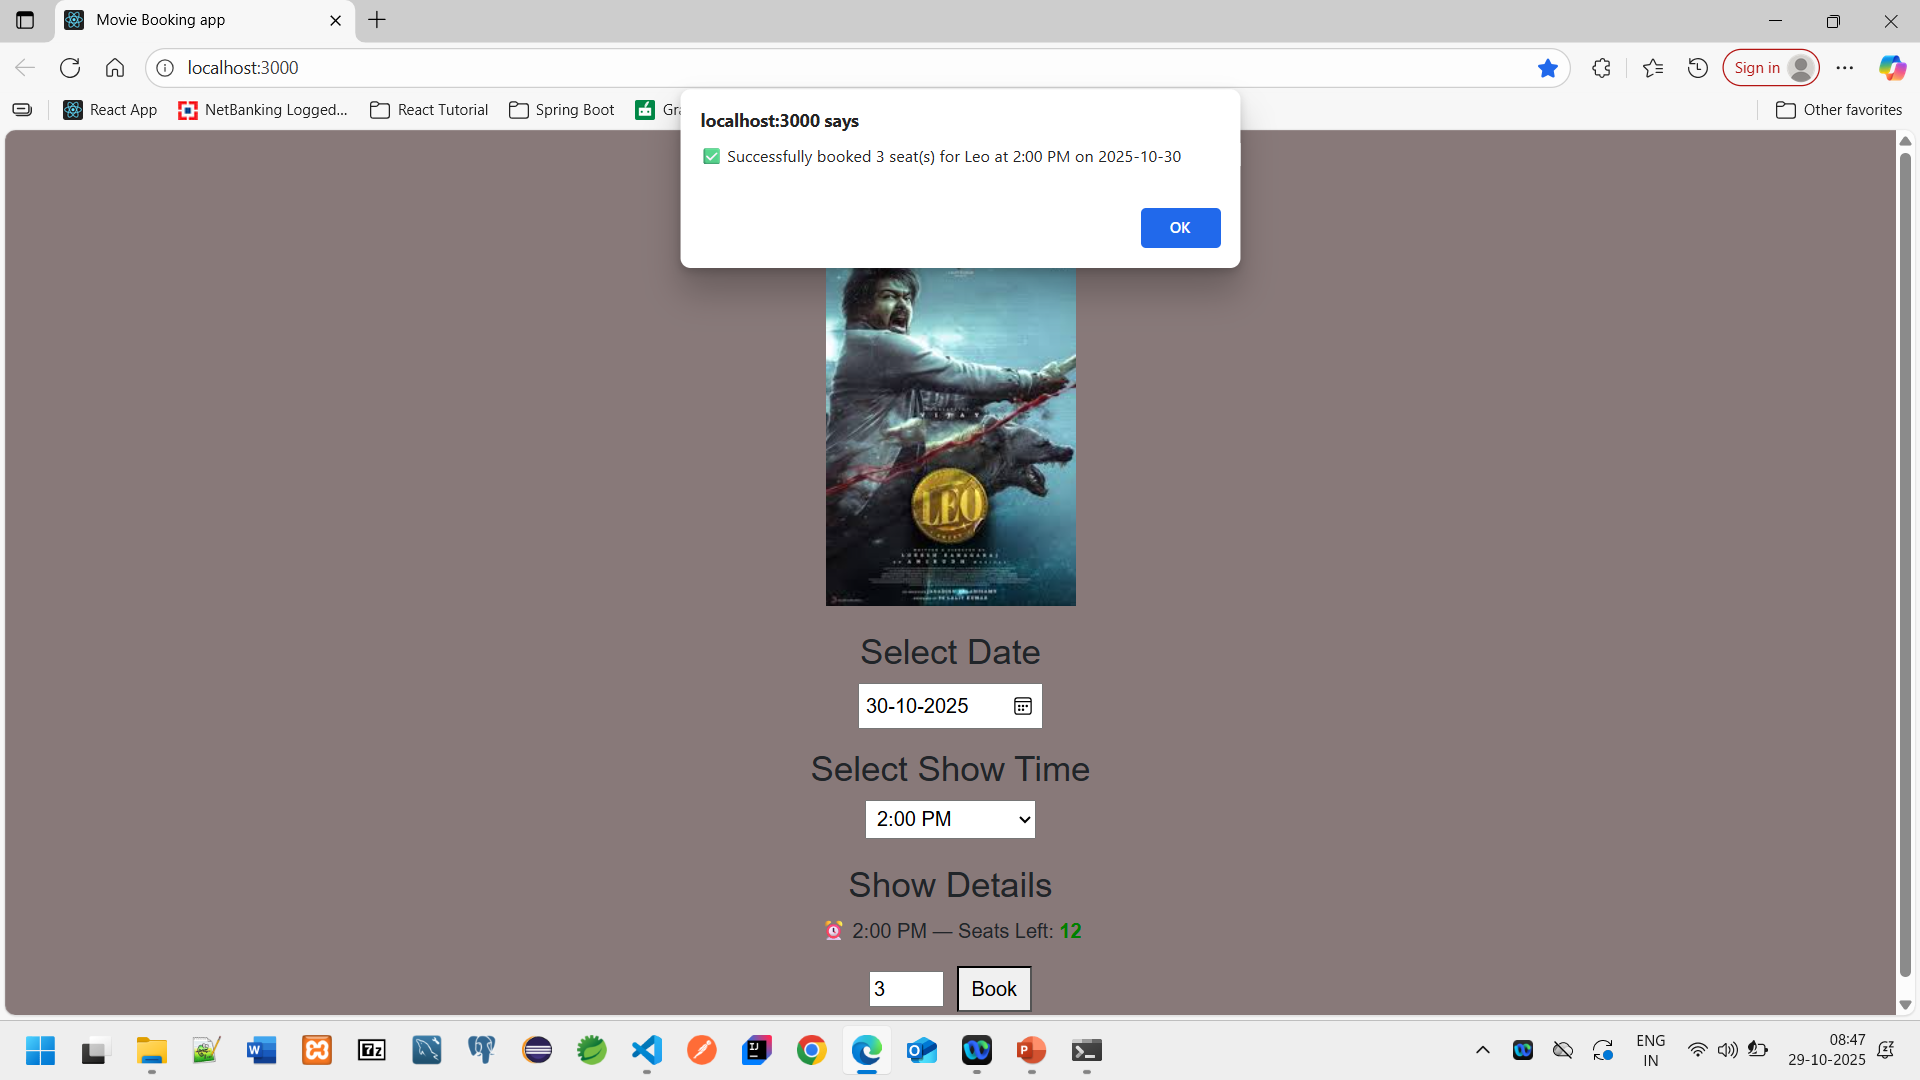 Movie Booking app
localhost:3000
Sign in
React App
NetBanking Logged...
React Tutorial
Spring Boot
Gra
Other favorites
localhost:3000 says
✅ Successfully booked 3 seat(s) for Leo at 2:00 PM on 2025-10-30
OK
VIJAY
LEO
Select Date
30-10-2025
Select Show Time
2:00 PM
Show Details
⏰ 2:00 PM — Seats Left: 12
3
Book
ENG
IN
08:47
29-10-2025